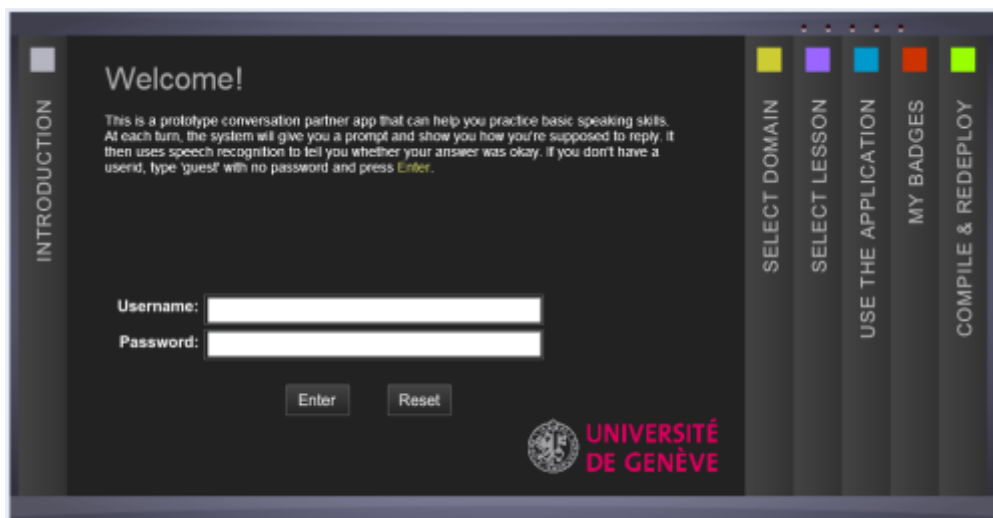 INTRODUCTION
Welcome!
This is a prototype conversation partner app that can help you practice basic speaking skills.
At each turn, the system will give you a prompt and show you how you're supposed to reply. It
then uses speech recognition to tell you whether your answer was okay. If you don't have a
userid, type 'guest' with no password and press Enter.
Username:
Password:
Enter Reset
UNIVERSITÉ
DE GENÈVE
SELECT DOMAIN
SELECT LESSON
USE THE APPLICATION
MY BADGES
COMPILE & REDEPLOY